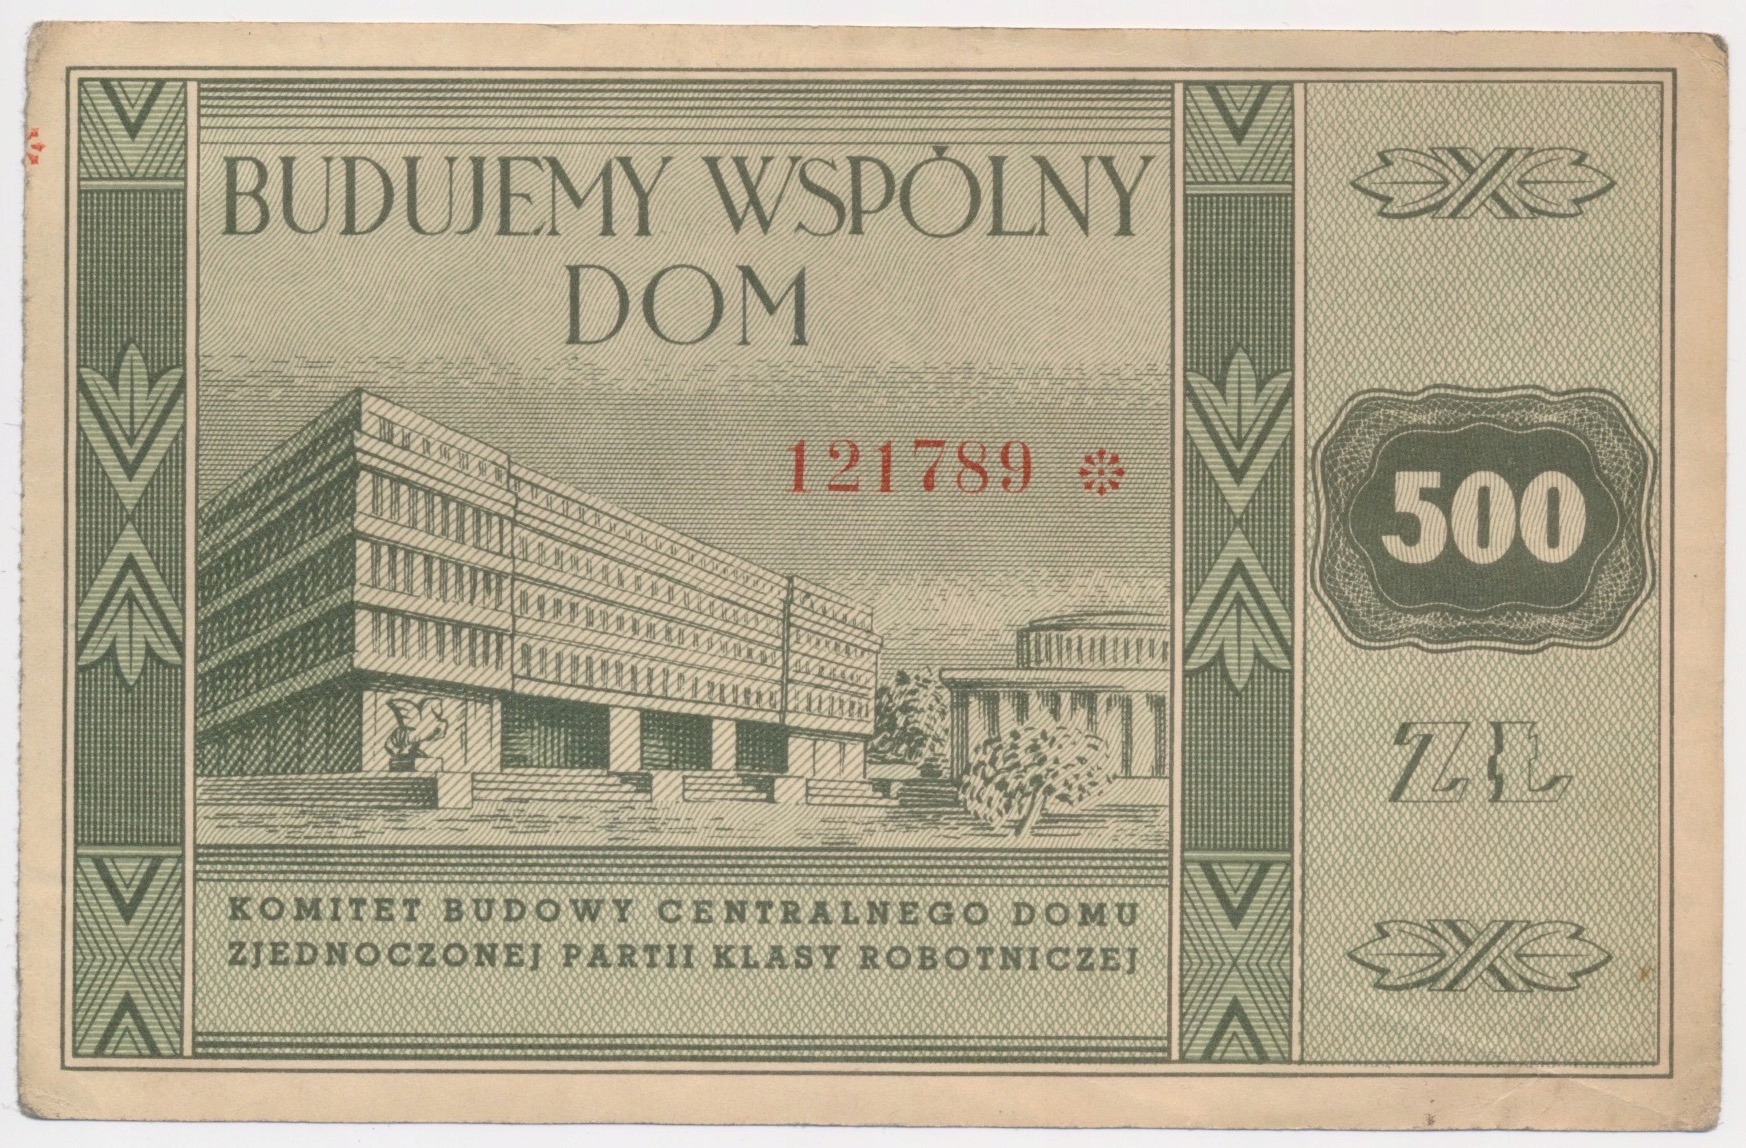 BUDUJEMY WSPÓLNY
DOM
121789
500
ZŁ
KOMITET BUDOWY CENTRALNEGO DOMU
ZJEDNOCZONEJ PARTII KLASY ROBOTNICZEJ